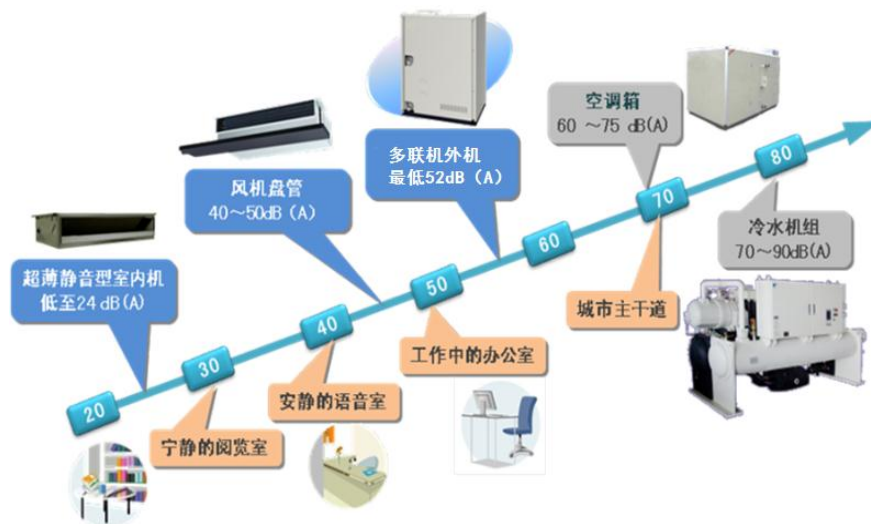 空调箱
60 ～75 dB(A)
多联机外机
最低52dB（A）
80
风机盘管
40～50dB（A）
70
冷水机组
70～90dB(A)
60
超薄静音型室内机
低至24 dB(A)
50
城市主干道
40
工作中的办公室
30
安静的语音室
20
宁静的阅览室